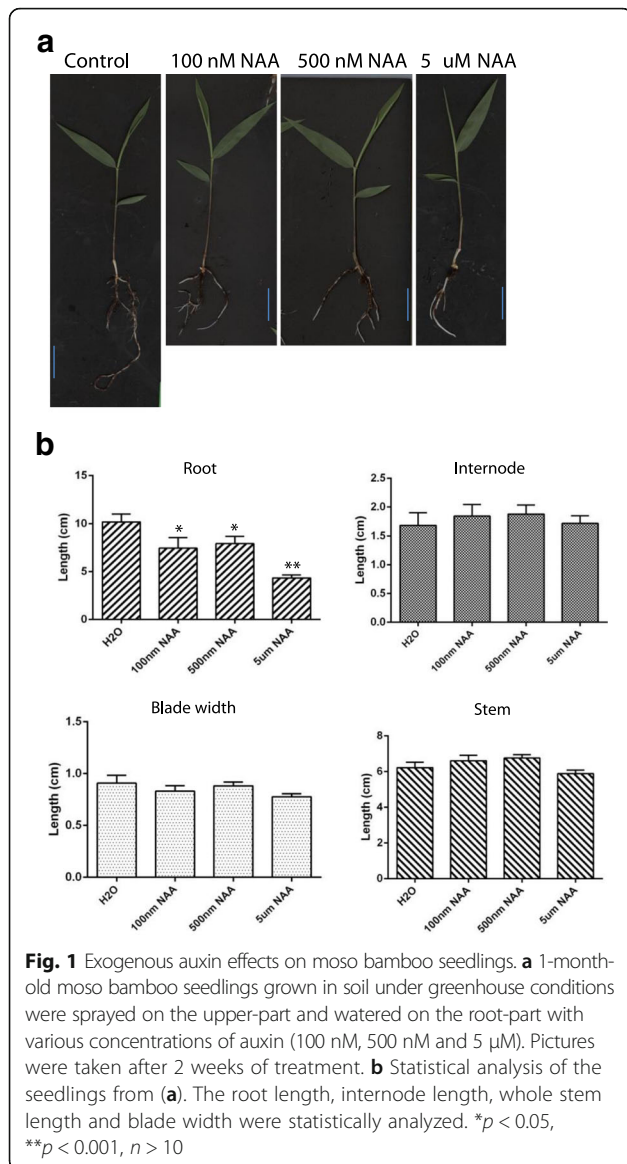 a
Control 100 nM NAA 500 nM NAA 5 uM NAA
b
Root
Length (cm)
15
10
5
0
*
*
**
H2O
100nm NAA
500nm NAA
5um NAA
Internode
Length (cm)
2.5
2.0
1.5
1.0
0.5
0.0
H2O
100nm NAA
500nm NAA
5um NAA
Blade width
Length (cm)
1.5
1.0
0.5
0.0
H2O
100nm NAA
500nm NAA
5um NAA
Stem
Length (cm)
8
6
4
2
0
H2O
100nm NAA
500nm NAA
5um NAA
Fig. 1 Exogenous auxin effects on moso bamboo seedlings. a 1-month-
old moso bamboo seedlings grown in soil under greenhouse conditions
were sprayed on the upper-part and watered on the root-part with
various concentrations of auxin (100 nM, 500 nM and 5 μM). Pictures
were taken after 2 weeks of treatment. b Statistical analysis of the
seedlings from (a). The root length, internode length, whole stem
length and blade width were statistically analyzed. *p < 0.05,
**p < 0.001, n > 10